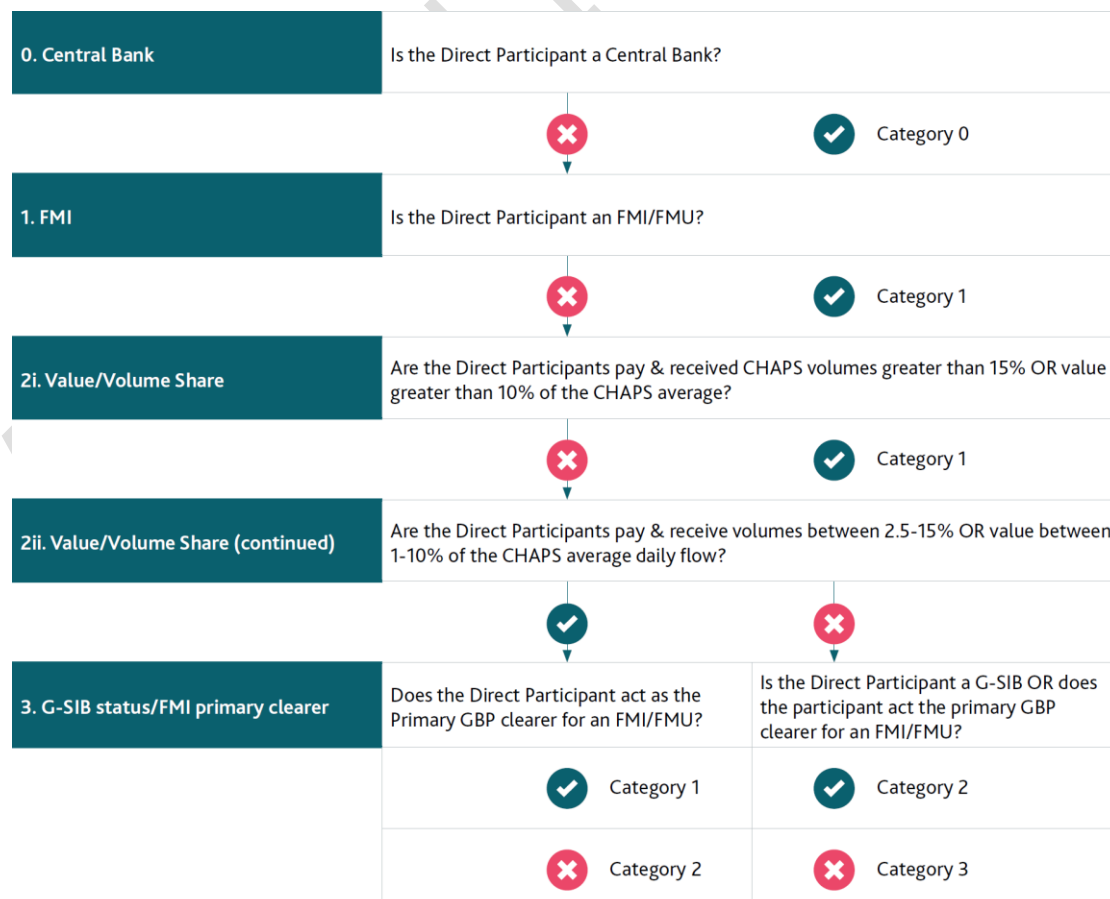 0. Central Bank
Is the Direct Participant a Central Bank?
Category 0
1. FMI
Is the Direct Participant an FMI/FMU?
Category 1
2i. Value/Volume Share
Are the Direct Participants pay & received CHAPS volumes greater than 15% OR value
greater than 10% of the CHAPS average?
Category 1
2ii. Value/Volume Share (continued)
Are the Direct Participants pay & receive volumes between 2.5-15% OR value between
1-10% of the CHAPS average daily flow?
3. G-SIB status/FMI primary clearer
Does the Direct Participant act as the
Primary GBP clearer for an FMI/FMU?
Is the Direct Participant a G-SIB OR does
the participant act the primary GBP
clearer for an FMI/FMU?
Category 1
Category 2
Category 2
Category 3